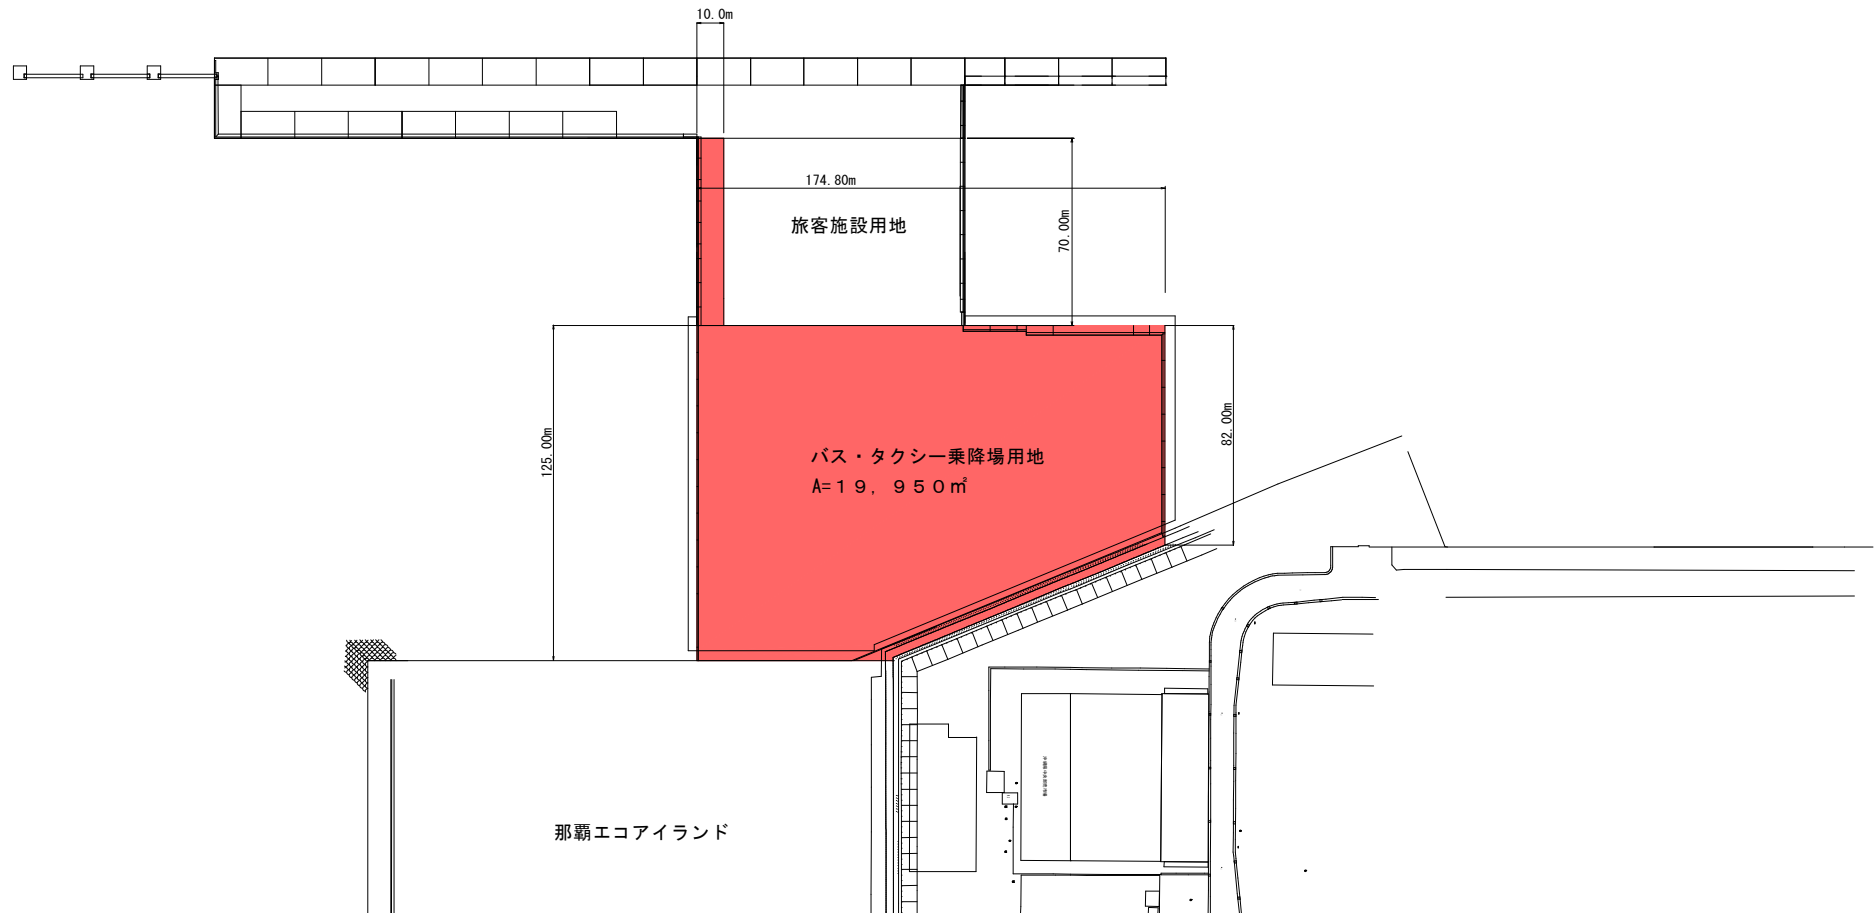 10.0m
174.80m
旅客施設用地
70.00m
125.00m
82.00m
バス・タクシー乗降場用地
A=19,950㎡
那覇エコアイランド